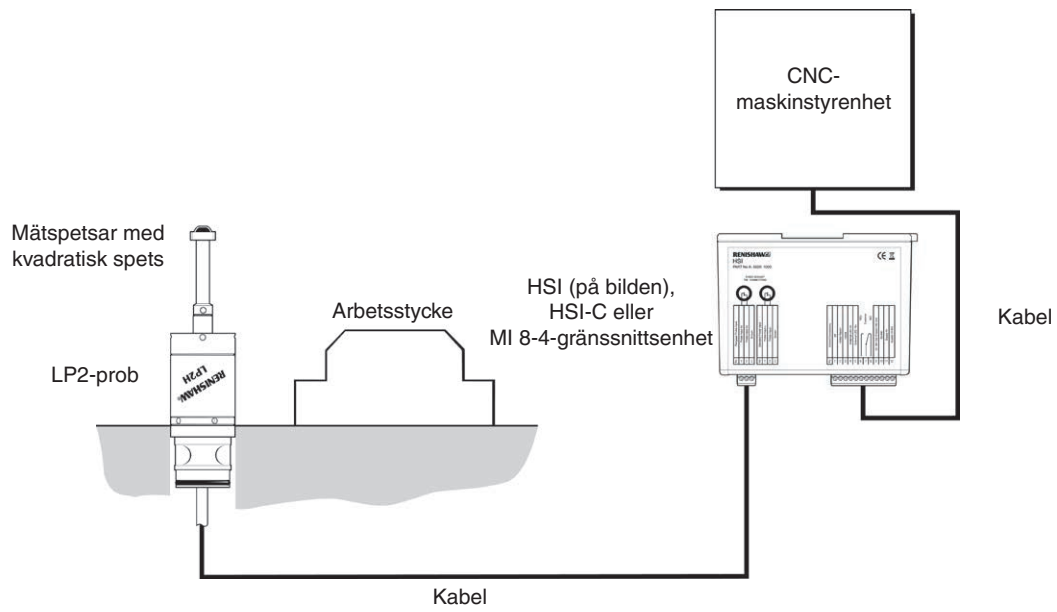 CNC-
maskinstyrenhet
Mätspetsar med
kvadratisk spets
HSI (på bilden),
HSI-C eller
MI 8-4-gränssnittsenhet
Arbetsstycke
Kabel
LP2-prob
RENISHAW
LP2H
RENISHAW
HSI
CE
Kabel